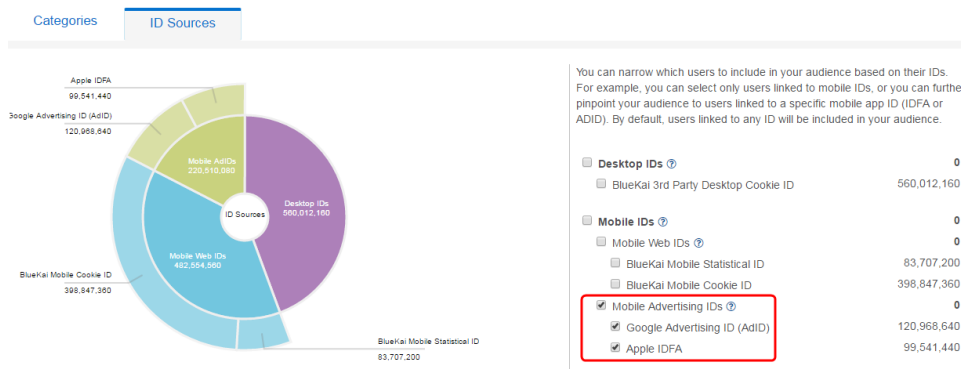 Categories
ID Sources
Apple IDFA
99,541,440
Google Advertising ID (AdID)
120,968,640
Mobile AdIDs
220,510,080
Desktop IDs
560,012,160
ID Sources
Mobile Web IDs
482,554,560
BlueKai Mobile Cookie ID
398,847,360
BlueKai Mobile Statistical ID
83,707,200
You can narrow which users to include in your audience based on their IDs.
For example, you can select only users linked to mobile IDs, or you can furthe
pinpoint your audience to users linked to a specific mobile app ID (IDFA or
ADID). By default, users linked to any ID will be included in your audience.
Desktop IDs ? 0
BlueKai 3rd Party Desktop Cookie ID 560,012,160
Mobile IDs ? 0
Mobile Web IDs ? 0
BlueKai Mobile Statistical ID 83,707,200
BlueKai Mobile Cookie ID 398,847,360
Mobile Advertising IDs ? 0
Google Advertising ID (AdID) 120,968,640
Apple IDFA 99,541,440